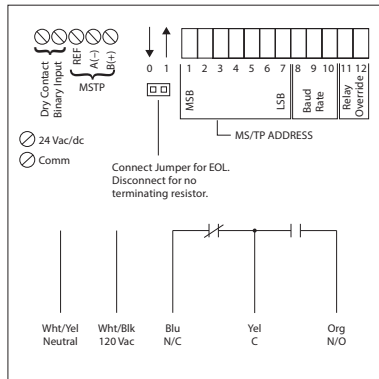 Dry Contact
Binary Input
REF
A(−)
B(+)
MSTP
0 1
1 2 3 4 5 6 7 8 9 10 11 12
MSB
LSB
Baud
Rate
Relay
Override
MS/TP ADDRESS
24 Vac/dc
Comm
Connect Jumper for EOL.
Disconnect for no
terminating resistor.
Wht/Yel
Neutral
Wht/Blk
120 Vac
Blu
N/C
Yel
C
Org
N/O